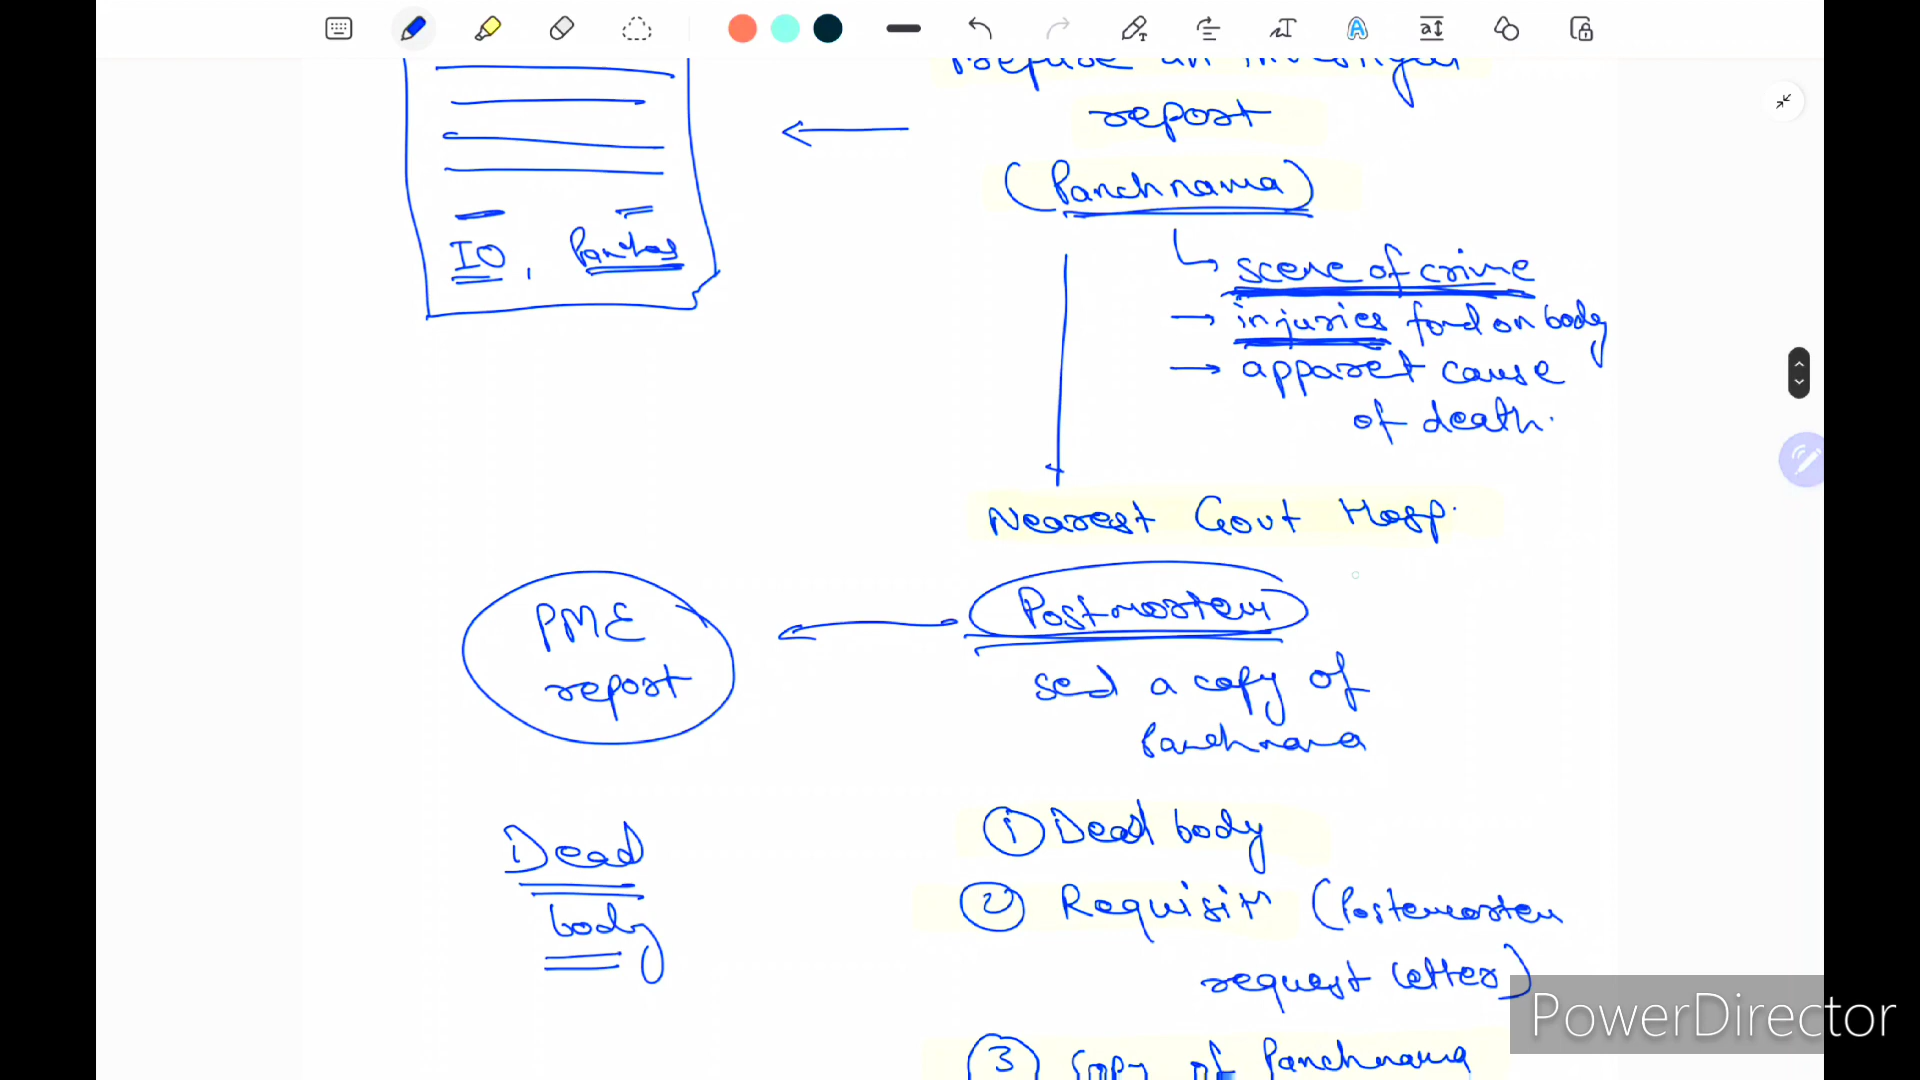 report
(Panchnama)
scene of crime
IO, Panchas
→ injuries found on body
→ apparent cause
of death.
Nearest Govt Hosp.
Postmortem
PME
report
send a copy of
Panchnama
① Dead body
Dead
body
② Requisitn (Postmortem
request letter)
③ Copy of Panchnama
PowerDirector